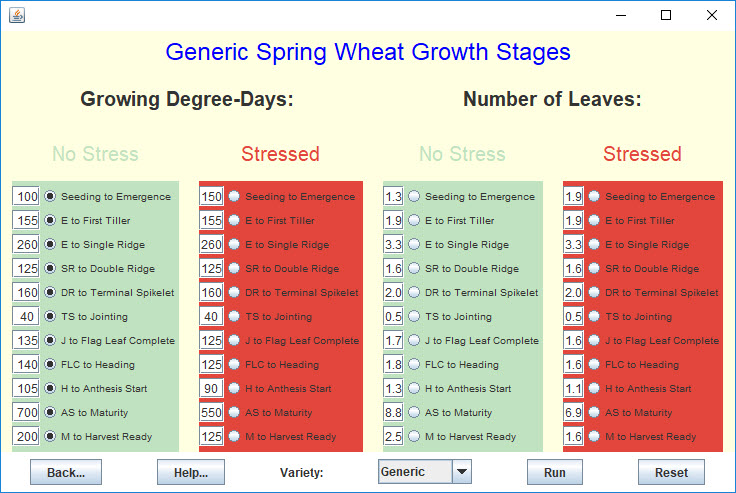 Generic Spring Wheat Growth Stages
Growing Degree-Days: Number of Leaves:
No Stress Stressed No Stress Stressed
100 Seeding to Emergence 150 Seeding to Emergence 1.3 Seeding to Emergence 1.9 Seeding to Emergence
155 E to First Tiller 155 E to First Tiller 1.9 E to First Tiller 1.9 E to First Tiller
260 E to Single Ridge 260 E to Single Ridge 3.3 E to Single Ridge 3.3 E to Single Ridge
125 SR to Double Ridge 125 SR to Double Ridge 1.6 SR to Double Ridge 1.6 SR to Double Ridge
160 DR to Terminal Spikelet 160 DR to Terminal Spikelet 2.0 DR to Terminal Spikelet 2.0 DR to Terminal Spikelet
40 TS to Jointing 40 TS to Jointing 0.5 TS to Jointing 0.5 TS to Jointing
135 J to Flag Leaf Complete 125 J to Flag Leaf Complete 1.7 J to Flag Leaf Complete 1.6 J to Flag Leaf Complete
140 FLC to Heading 125 FLC to Heading 1.8 FLC to Heading 1.6 FLC to Heading
105 H to Anthesis Start 90 H to Anthesis Start 1.3 H to Anthesis Start 1.1 H to Anthesis Start
700 AS to Maturity 550 AS to Maturity 8.8 AS to Maturity 6.9 AS to Maturity
200 M to Harvest Ready 125 M to Harvest Ready 2.5 M to Harvest Ready 1.6 M to Harvest Ready
Back... Help... Variety: Generic Run Reset